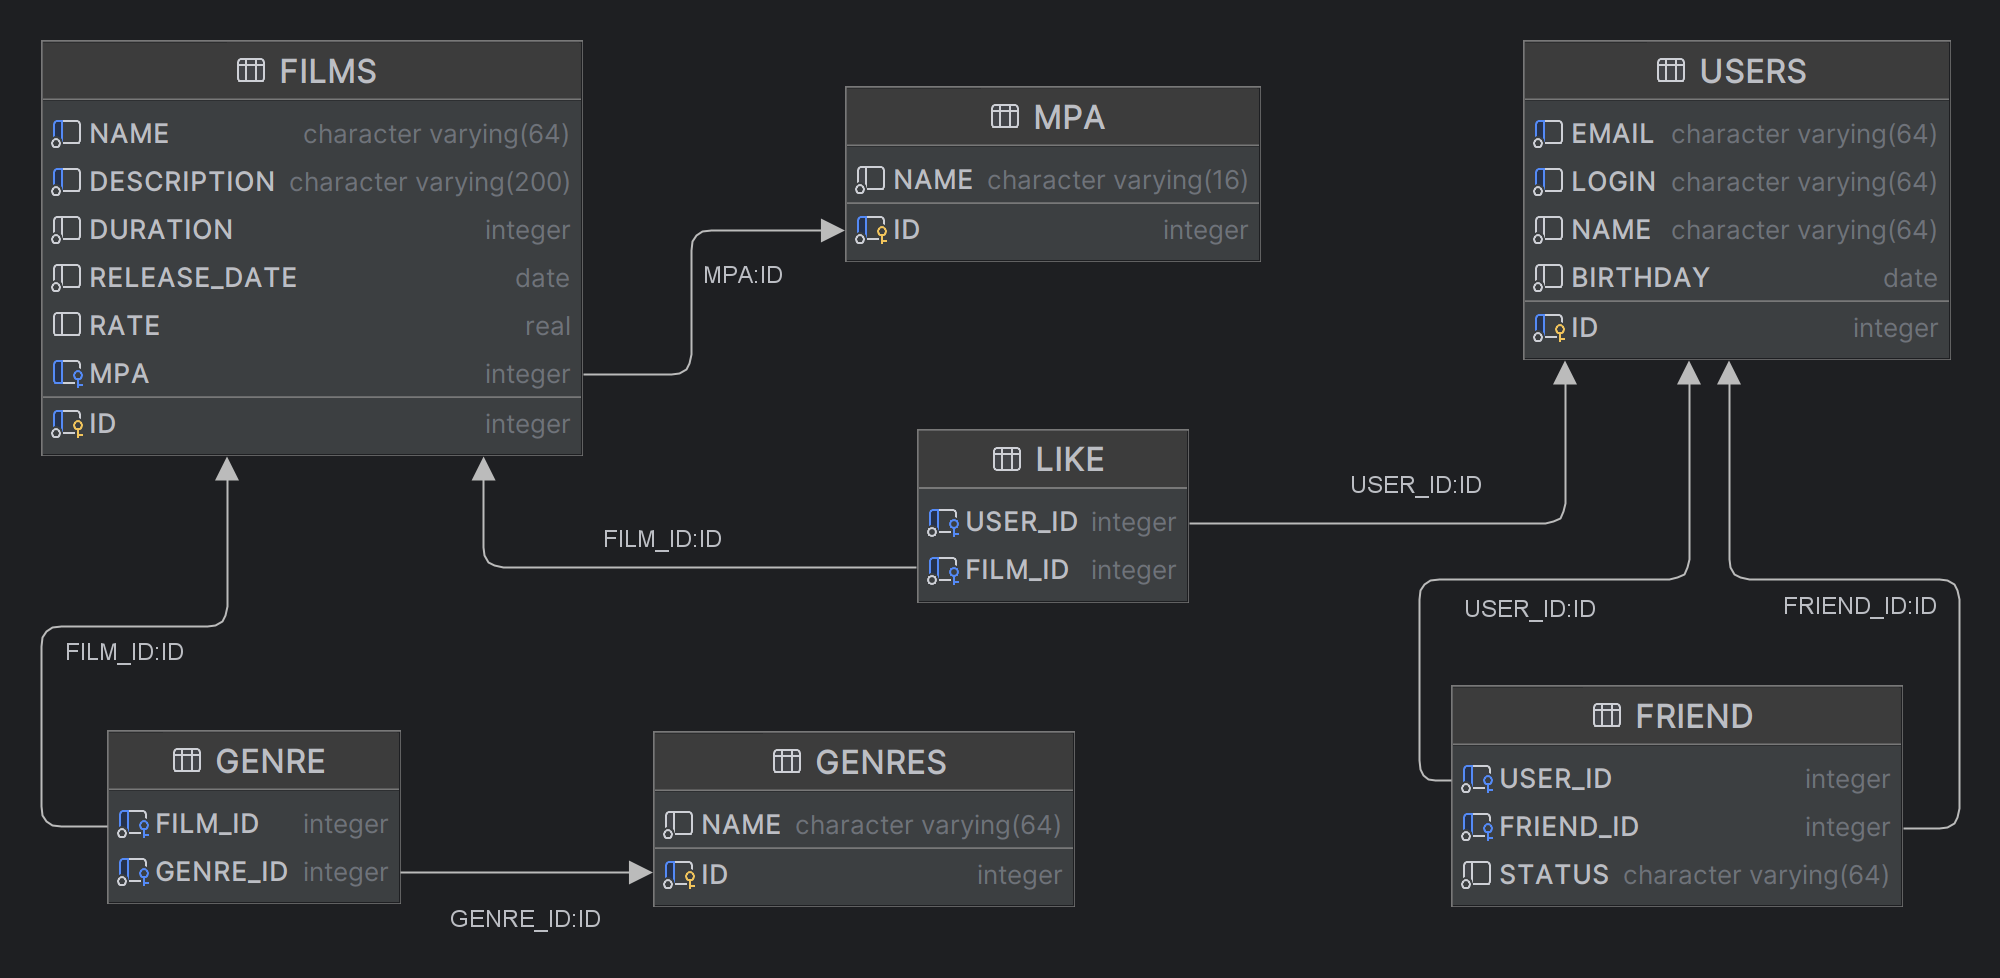 FILMS
NAME character varying(64)
DESCRIPTION character varying(200)
DURATION integer
RELEASE_DATE date
RATE real
MPA integer
ID integer
MPA
NAME character varying(16)
ID integer
MPA:ID
USERS
EMAIL character varying(64)
LOGIN character varying(64)
NAME character varying(64)
BIRTHDAY date
ID integer
LIKE
USER_ID integer
FILM_ID integer
USER_ID:ID
FILM_ID:ID
USER_ID:ID
FRIEND_ID:ID
FILM_ID:ID
GENRE
FILM_ID integer
GENRE_ID integer
GENRE_ID:ID
GENRES
NAME character varying(64)
ID integer
FRIEND
USER_ID integer
FRIEND_ID integer
STATUS character varying(64)